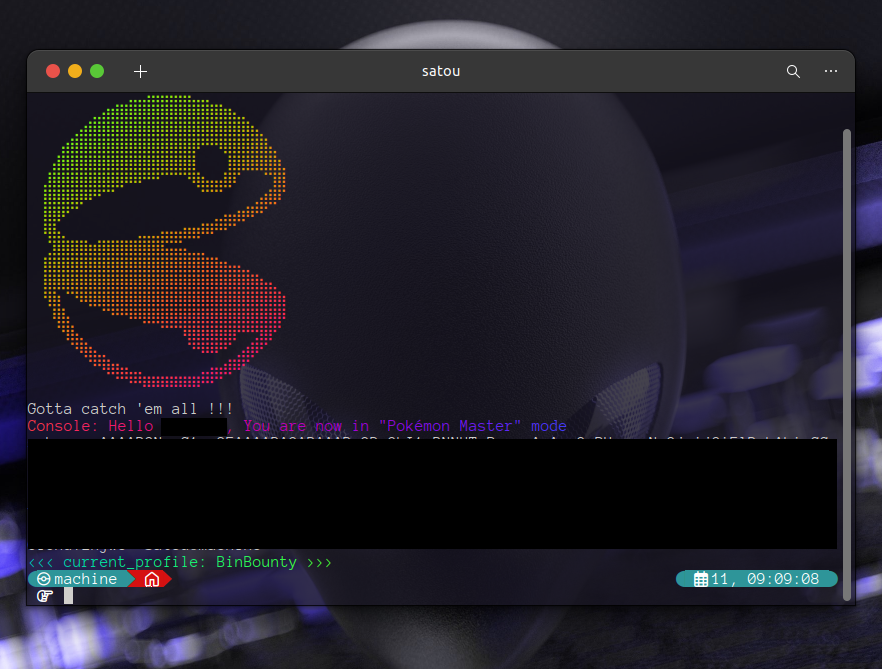 satou
Gotta catch 'em all !!!
Console: Hello , You are now in "Pokémon Master" mode
<<< current_profile: BinBounty >>>
machine
11, 09:09:08